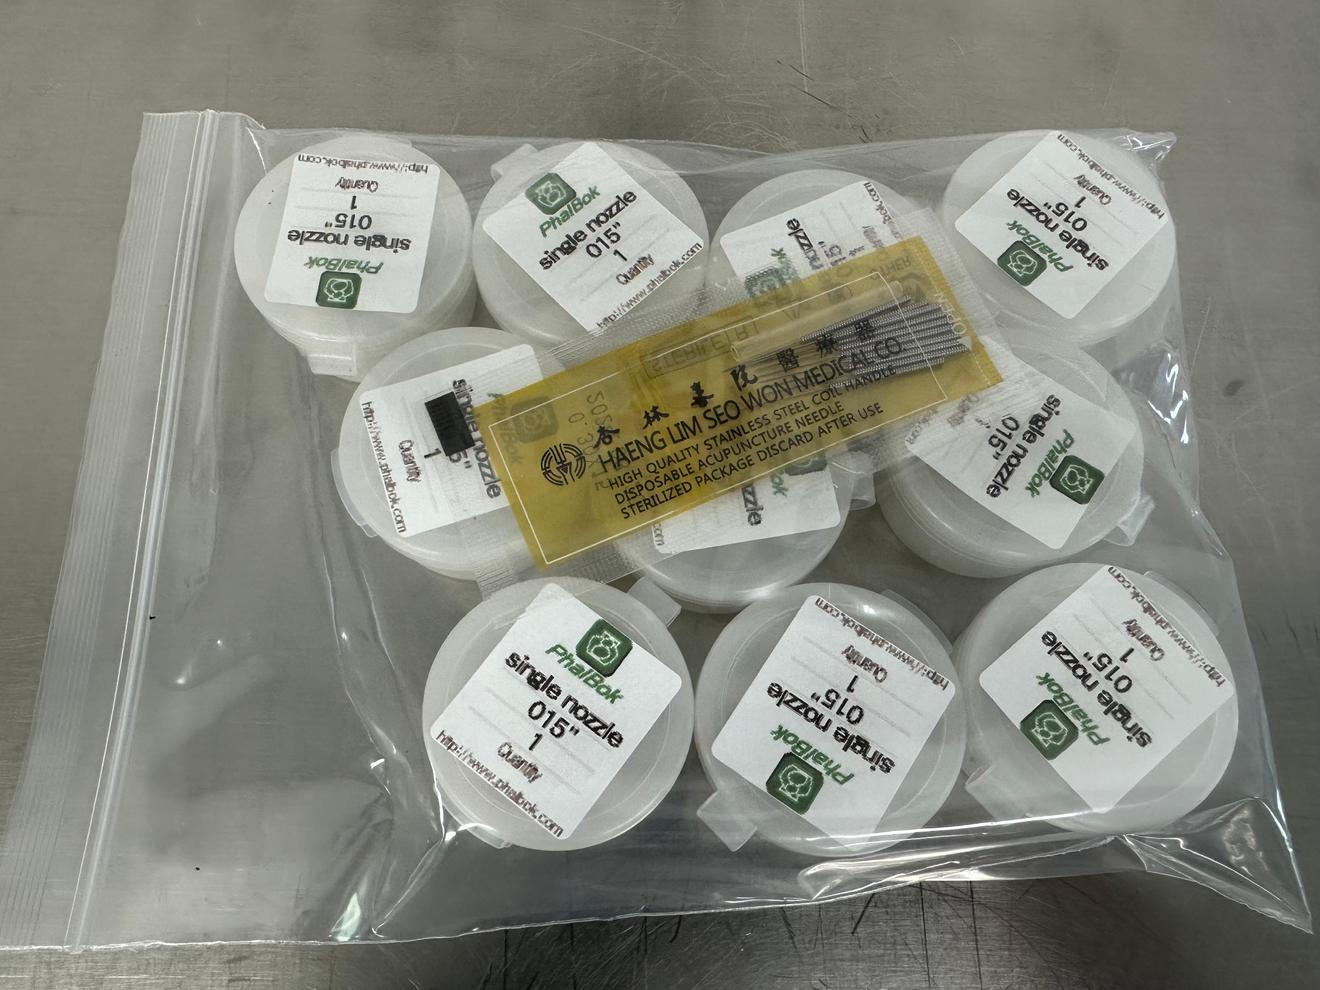 http://www.phalbok.com
Quantity
1
015"
single nozzle
PhalBok
PhalBok
single nozzle
015"
1
Quantity
http://www.phalbok.com
http://www.phalbok.com
Quantity
1
015"
single nozzle
PhalBok
single nozzle
1
Quantity
http://www.phalbok.com
STERILE R
杏林春院醫療器
HAENG LIM SEO WON MEDICAL CO
HIGH QUALITY STAINLESS STEEL COIL HANDLE
DISPOSABLE ACUPUNCTURE NEEDLE
STERILIZED PACKAGE DISCARD AFTER USE
PhalBok
single nozzle
015"
PhalBok
single nozzle
015"
1
Quantity
http://www.phalbok.com
http://www.phalbok.com
Quantity
1
015"
single nozzle
PhalBok
http://www.phalbok.com
Quantity
1
015"
single nozzle
PhalBok